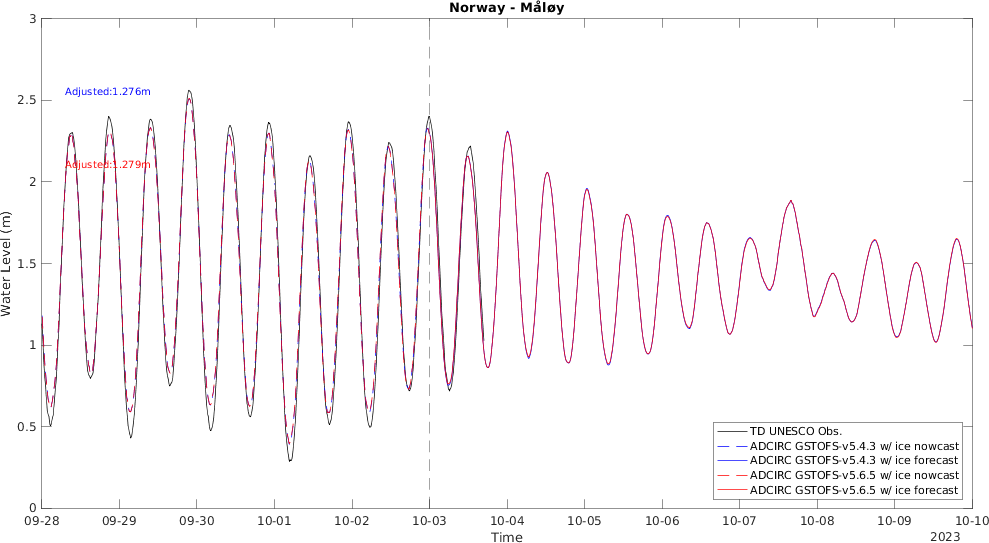 Norway - Måløy
3
2.5
2
1.5
1
0.5
0
Water Level (m)
Adjusted:1.276m
Adjusted:1.279m
TD UNESCO Obs.
ADCIRC GSTOFS-v5.4.3 w/ ice nowcast
ADCIRC GSTOFS-v5.4.3 w/ ice forecast
ADCIRC GSTOFS-v5.6.5 w/ ice nowcast
ADCIRC GSTOFS-v5.6.5 w/ ice forecast
09-28 09-29 09-30 10-01 10-02 10-03 10-04 10-05 10-06 10-07 10-08 10-09 10-10
Time
2023